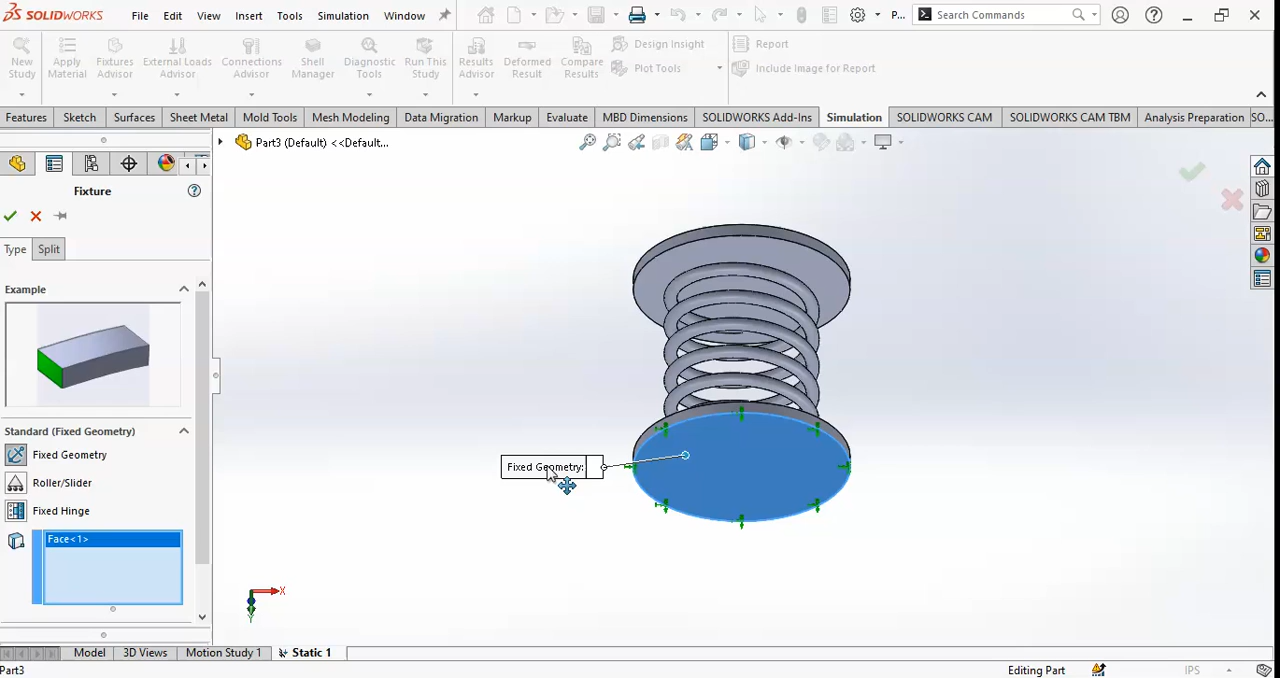 SOLIDWORKS File Edit View Insert Tools Simulation Window P... Search Commands
New Study
Apply Material
Fixtures Advisor
External Loads Advisor
Connections Advisor
Shell Manager
Diagnostic Tools
Run This Study
Results Advisor
Deformed Result
Compare Results
Design Insight
Plot Tools
Report
Include Image for Report
Features Sketch Surfaces Sheet Metal Mold Tools Mesh Modeling Data Migration Markup Evaluate MBD Dimensions SOLIDWORKS Add-Ins Simulation SOLIDWORKS CAM SOLIDWORKS CAM TBM Analysis Preparation SO...
Part3 (Default) <<Default...
Fixture
Type Split
Example
Standard (Fixed Geometry)
Fixed Geometry
Roller/Slider
Fixed Hinge
Face<1>
Fixed Geometry:
X
Y
Model 3D Views Motion Study 1 Static 1
Part3 Editing Part IPS